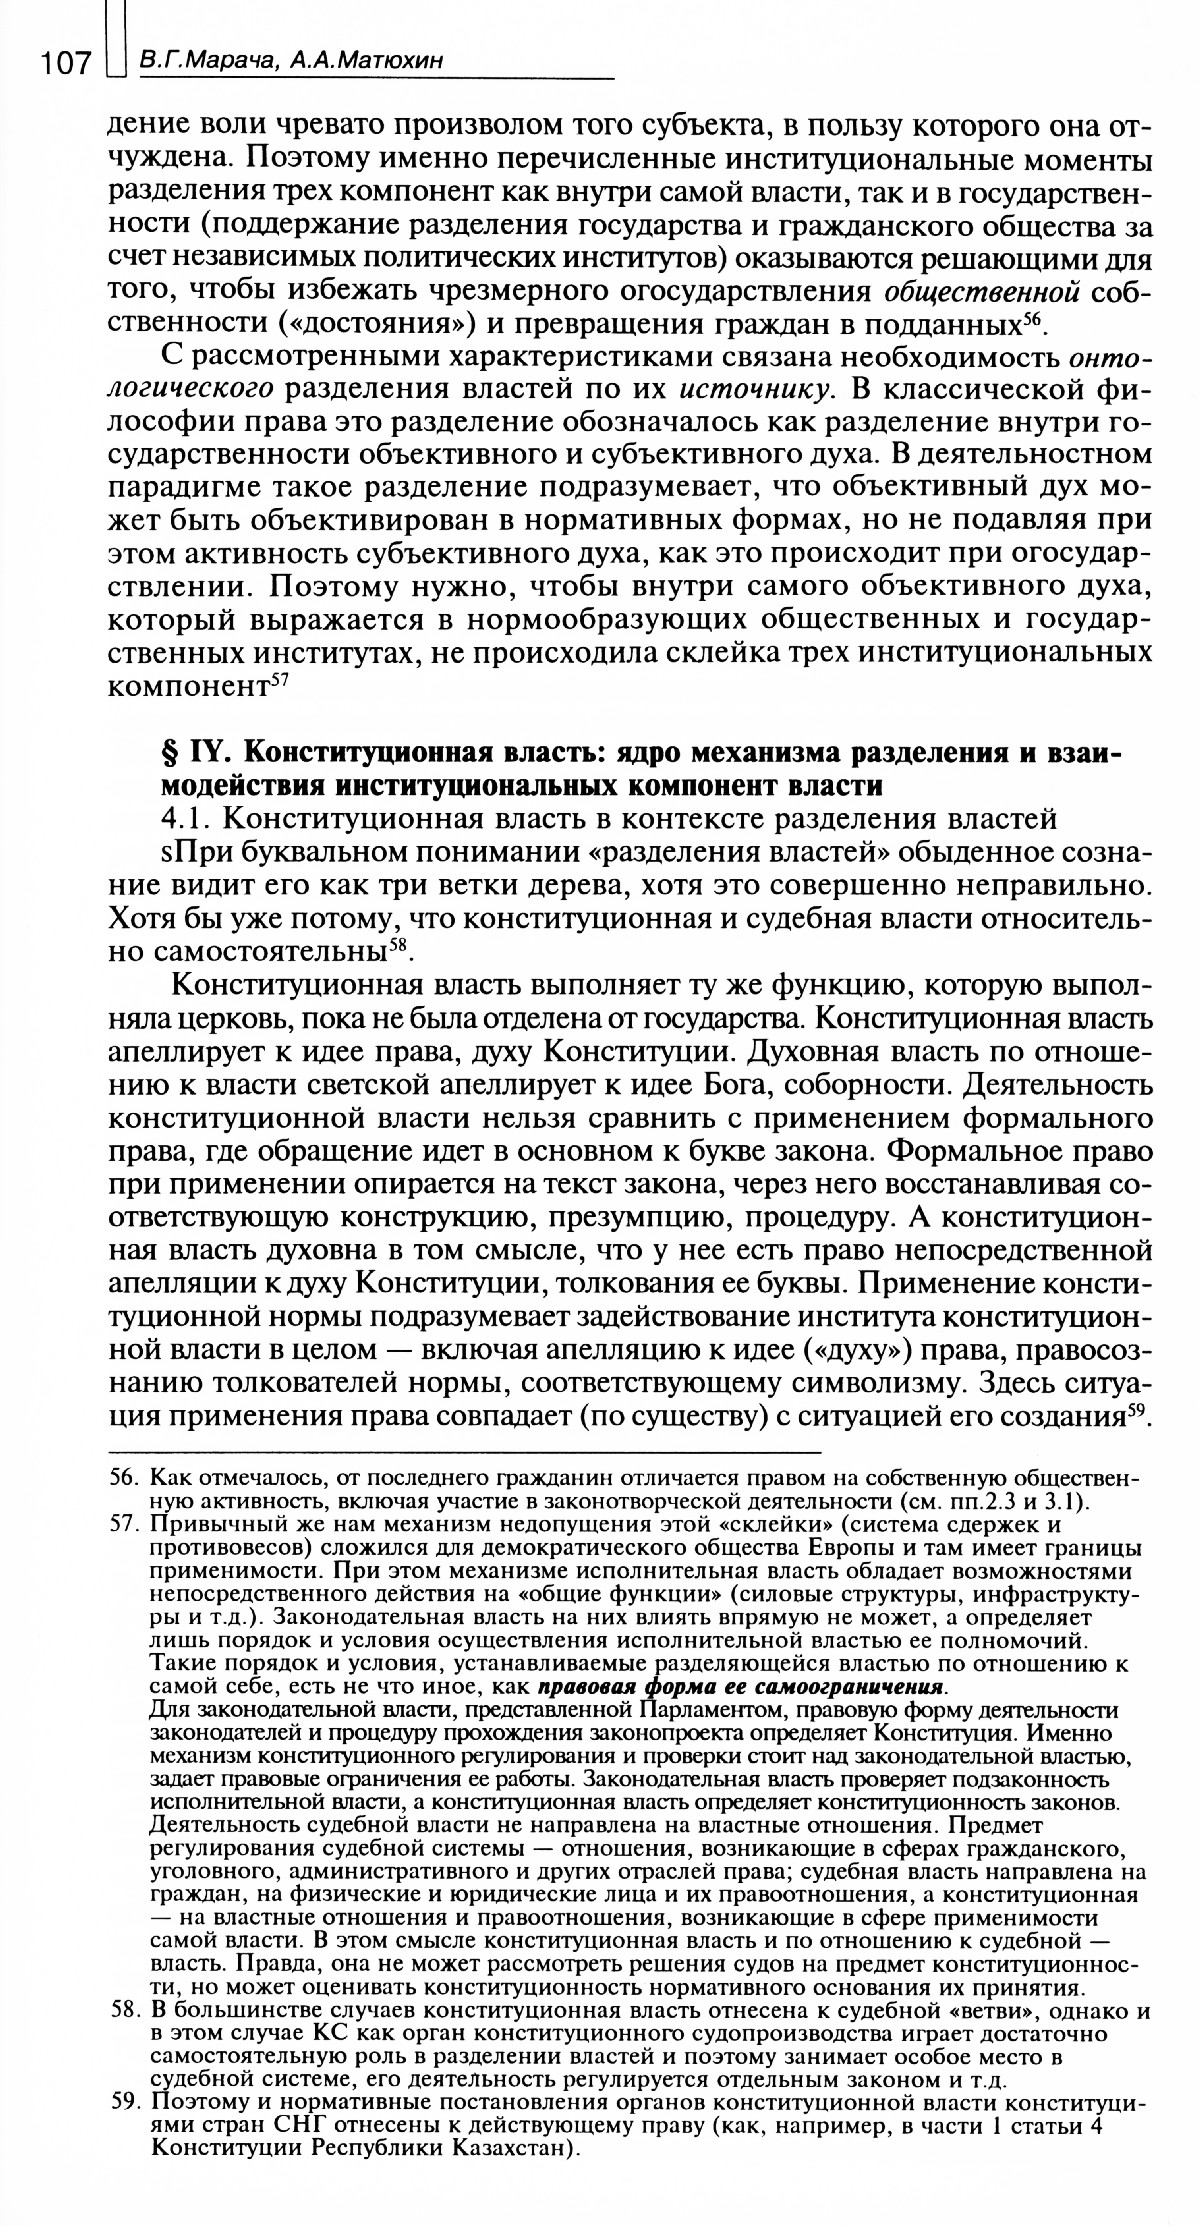 107
В.Г.Марача, А.А.Матюхин
дение воли чревато произволом того субъекта, в пользу которого она от-
чуждена. Поэтому именно перечисленные институциональные моменты
разделения трех компонент как внутри самой власти, так и в государствен-
ности (поддержание разделения государства и гражданского общества за
счет независимых политических институтов) оказываются решающими для
того, чтобы избежать чрезмерного огосударствления общественной соб-
ственности («достояния») и превращения граждан в подданных⁵⁶.
С рассмотренными характеристиками связана необходимость онто-
логического разделения властей по их источнику. В классической фи-
лософии права это разделение обозначалось как разделение внутри го-
сударственности объективного и субъективного духа. В деятельностном
парадигме такое разделение подразумевает, что объективный дух мо-
жет быть объективирован в нормативных формах, но не подавляя при
этом активность субъективного духа, как это происходит при огосудар-
ствлении. Поэтому нужно, чтобы внутри самого объективного духа,
который выражается в нормообразующих общественных и государ-
ственных институтах, не происходила склейка трех институциональных
компонент⁵⁷
§ IY. Конституционная власть: ядро механизма разделения и взаи-
модействия институциональных компонент власти
4.1. Конституционная власть в контексте разделения властей
sПри буквальном понимании «разделения властей» обыденное созна-
ние видит его как три ветки дерева, хотя это совершенно неправильно.
Хотя бы уже потому, что конституционная и судебная власти относитель-
но самостоятельны⁵⁸.
Конституционная власть выполняет ту же функцию, которую выпол-
няла церковь, пока не была отделена от государства. Конституционная власть
апеллирует к идее права, духу Конституции. Духовная власть по отноше-
нию к власти светской апеллирует к идее Бога, соборности. Деятельность
конституционной власти нельзя сравнить с применением формального
права, где обращение идет в основном к букве закона. Формальное право
при применении опирается на текст закона, через него восстанавливая со-
ответствующую конструкцию, презумпцию, процедуру. А конституцион-
ная власть духовна в том смысле, что у нее есть право непосредственной
апелляции к духу Конституции, толкования ее буквы. Применение консти-
туционной нормы подразумевает задействование института конституцион-
ной власти в целом — включая апелляцию к идее («духу») права, правосоз-
нанию толкователей нормы, соответствующему символизму. Здесь ситуа-
ция применения права совпадает (по существу) с ситуацией его создания⁵⁹.
56. Как отмечалось, от последнего гражданин отличается правом на собственную обществен-
ную активность, включая участие в законотворческой деятельности (см. пп.2.3 и 3.1).
57. Привычный же нам механизм недопущения этой «склейки» (система сдержек и
противовесов) сложился для демократического общества Европы и там имеет границы
применимости. При этом механизме исполнительная власть обладает возможностями
непосредственного действия на «общие функции» (силовые структуры, инфраструкту-
ры и т.д.). Законодательная власть на них влиять впрямую не может, а определяет
лишь порядок и условия осуществления исполнительной властью ее полномочий.
Такие порядок и условия, устанавливаемые разделяющейся властью по отношению к
самой себе, есть не что иное, как правовая форма ее самоограничения.
Для законодательной власти, представленной Парламентом, правовую форму деятельности
законодателей и процедуру прохождения законопроекта определяет Конституция. Именно
механизм конституционного регулирования и проверки стоит над законодательной властью,
задает правовые ограничения ее работы. Законодательная власть проверяет подзаконность
исполнительной власти, а конституционная власть определяет конституционность законов.
Деятельность судебной власти не направлена на властные отношения. Предмет
регулирования судебной системы — отношения, возникающие в сферах гражданского,
уголовного, административного и других отраслей права; судебная власть направлена на
граждан, на физические и юридические лица и их правоотношения, а конституционная
— на властные отношения и правоотношения, возникающие в сфере применимости
самой власти. В этом смысле конституционная власть и по отношению к судебной —
власть. Правда, она не может рассмотреть решения судов на предмет конституционнос-
ти, но может оценивать конституционность нормативного основания их принятия.
58. В большинстве случаев конституционная власть отнесена к судебной «ветви», однако и
в этом случае КС как орган конституционного судопроизводства играет достаточно
самостоятельную роль в разделении властей и поэтому занимает особое место в
судебной системе, его деятельность регулируется отдельным законом и т.д.
59. Поэтому и нормативные постановления органов конституционной власти конституци-
ями стран СНГ отнесены к действующему праву (как, например, в части 1 статьи 4
Конституции Республики Казахстан).